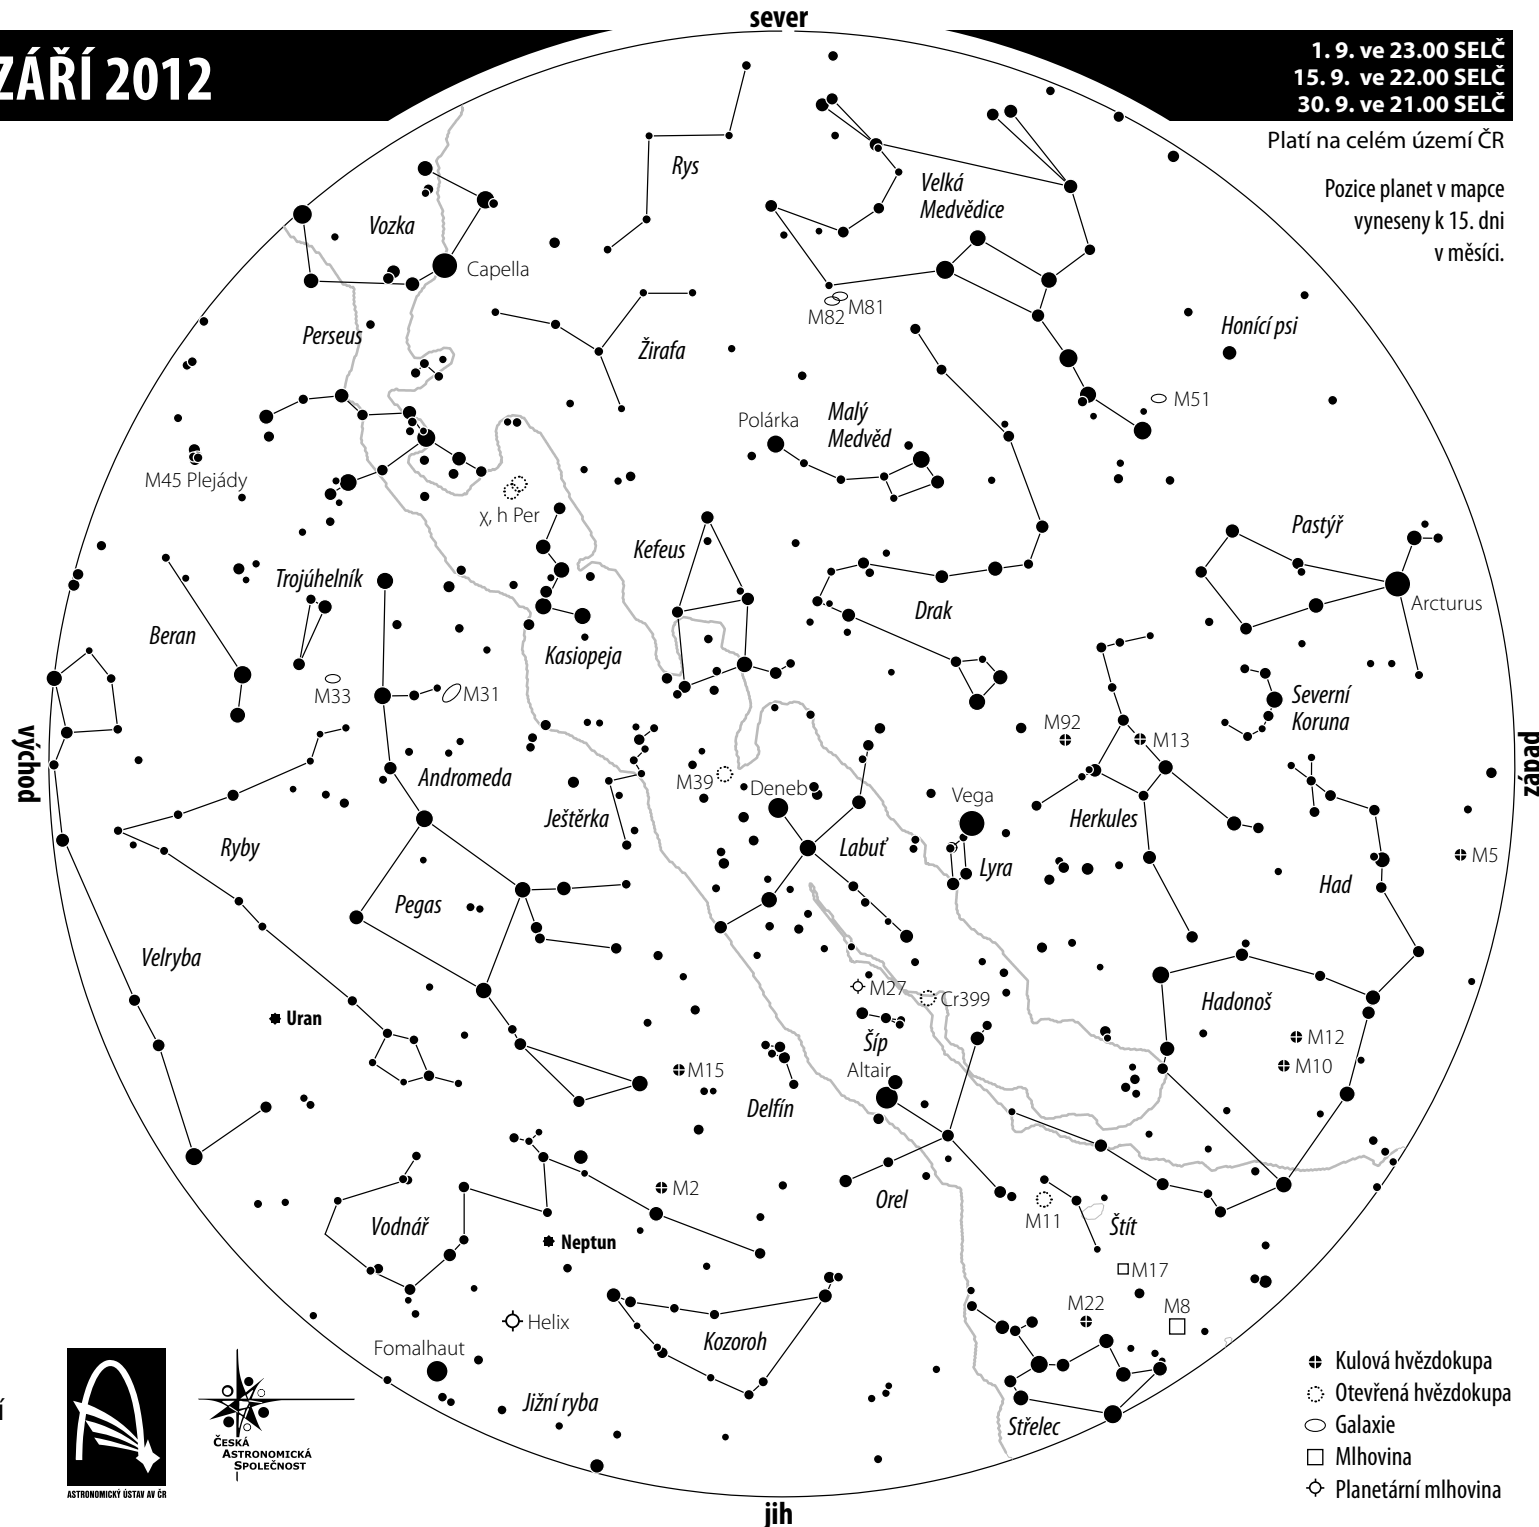 sever
ZÁŘÍ 2012
1. 9. ve 23.00 SELČ
15. 9. ve 22.00 SELČ
30. 9. ve 21.00 SELČ
Platí na celém území ČR
Pozice planet v mapce
vyneseny k 15. dni
v měsíci.
Rys
Velká
Medvědice
Vozka
Capella
M82
M81
Perseus
Žirafa
Honící psi
M51
Polárka
Malý
Medvěd
M45 Plejády
χ, h Per
Kefeus
Pastýř
Trojúhelník
Arcturus
Beran
Drak
Kasiopeja
M33
M31
Severní
Koruna
M92
M13
východ
západ
Andromeda
M39
Deneb
Vega
Ještěrka
Herkules
Ryby
Labuť
Lyra
M5
Had
Pegas
Velryba
M27
Cr399
Hadonoš
Uran
Šíp
M12
M10
Altair
M15
Delfín
M2
Orel
M11
Štít
Vodnář
Neptun
M17
M22
M8
Helix
Kozoroh
Fomalhaut
Jižní ryba
Střelec
Kulová hvězdokupa
Otevřená hvězdokupa
Galaxie
Mlhovina
Planetární mlhovina
í
ČESKÁ
ASTRONOMICKÁ
SPOLEČNOST
ASTRONOMICKÝ ÚSTAV AV ČR
jih